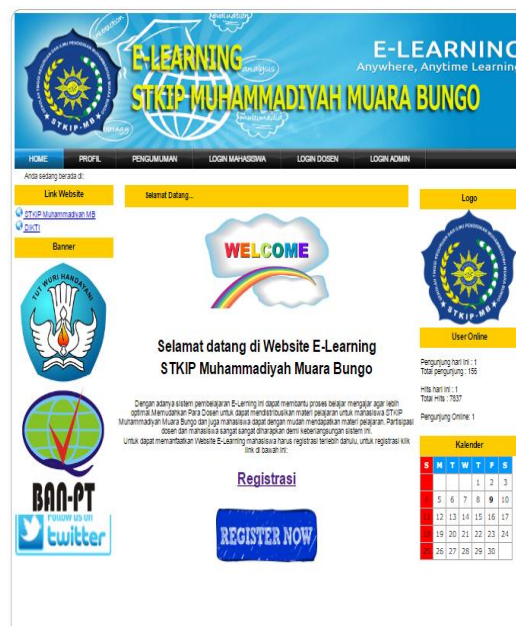 E-LEARNING
Anywhere, Anytime Learning
E-LEARNING
STKIP MUHAMMADIYAH MUARA BUNGO
STKIP-MB
HOME PROFIL PENGUMUMAN LOGIN MAHASISWA LOGIN DOSEN LOGIN ADMIN
Anda sedang berada di:
Link Website
STKIP Muhammadiyah MB
DIKTI
Banner
TUT WURI HANDAYANI
BAN-PT
FOLLOW US ON
twitter
Selamat Datang...
WELCOME
Selamat datang di Website E-Learning
STKIP Muhammadiyah Muara Bungo
Dengan adanya sistem pembelajaran E-Lerning ini dapat membantu proses belajar mengajar agar lebih
optimal.Memudahkan Para Dosen untuk dapat mendistribusikan materi pelajaran untuk mahasiswa STKIP
Muhammadiyah Muara Bungo dan juga mahasiswa dapat dengan mudah mendapatkan materi pelajaran. Partisipasi
dosen dan mahasiswa sangat sangat diharapkan demi keberlangsungan sistem ini.
Untuk dapat memanfaatkan Website E-Learning mahasiswa harus registrasi terlebih dahulu, untuk registrasi klik
link di bawah ini:
Registrasi
REGISTER NOW
Logo
STKIP-MB
User Online
Pengunjung hari ini : 1
Total pengunjung : 156
Hits hari ini : 1
Total Hits : 7837
Pengunjung Online: 1
Kalender
S M T W T F S
1 2 3
5 6 7 8 9 10
11 12 13 14 15 16 17
19 20 21 22 23 24
25 26 27 28 29 30